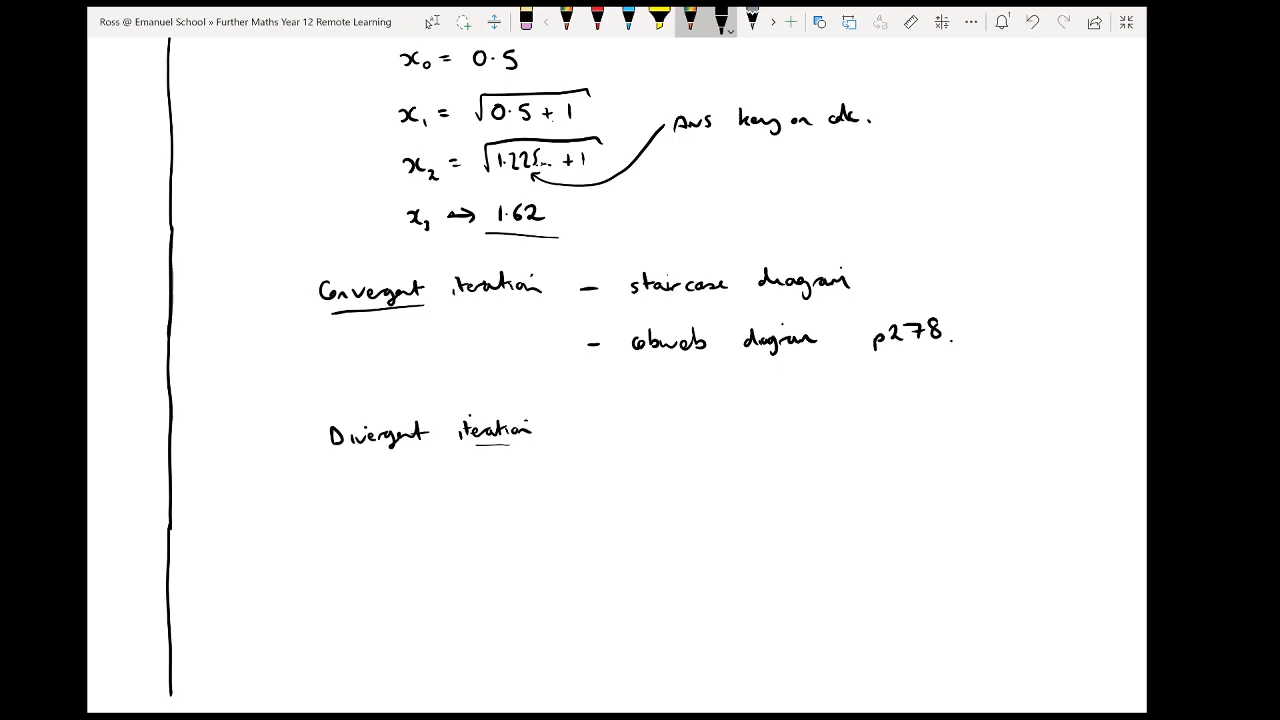 Ross @ Emanuel School » Further Maths Year 12 Remote Learning
x₀ = 0.5
x₁ = √(0.5 + 1)
Ans key on calc.
x₂ = √(1.225... + 1)
x₃ → 1.62
Convergent iteration – staircase diagram
– cobweb diagram p278.
Divergent iteration